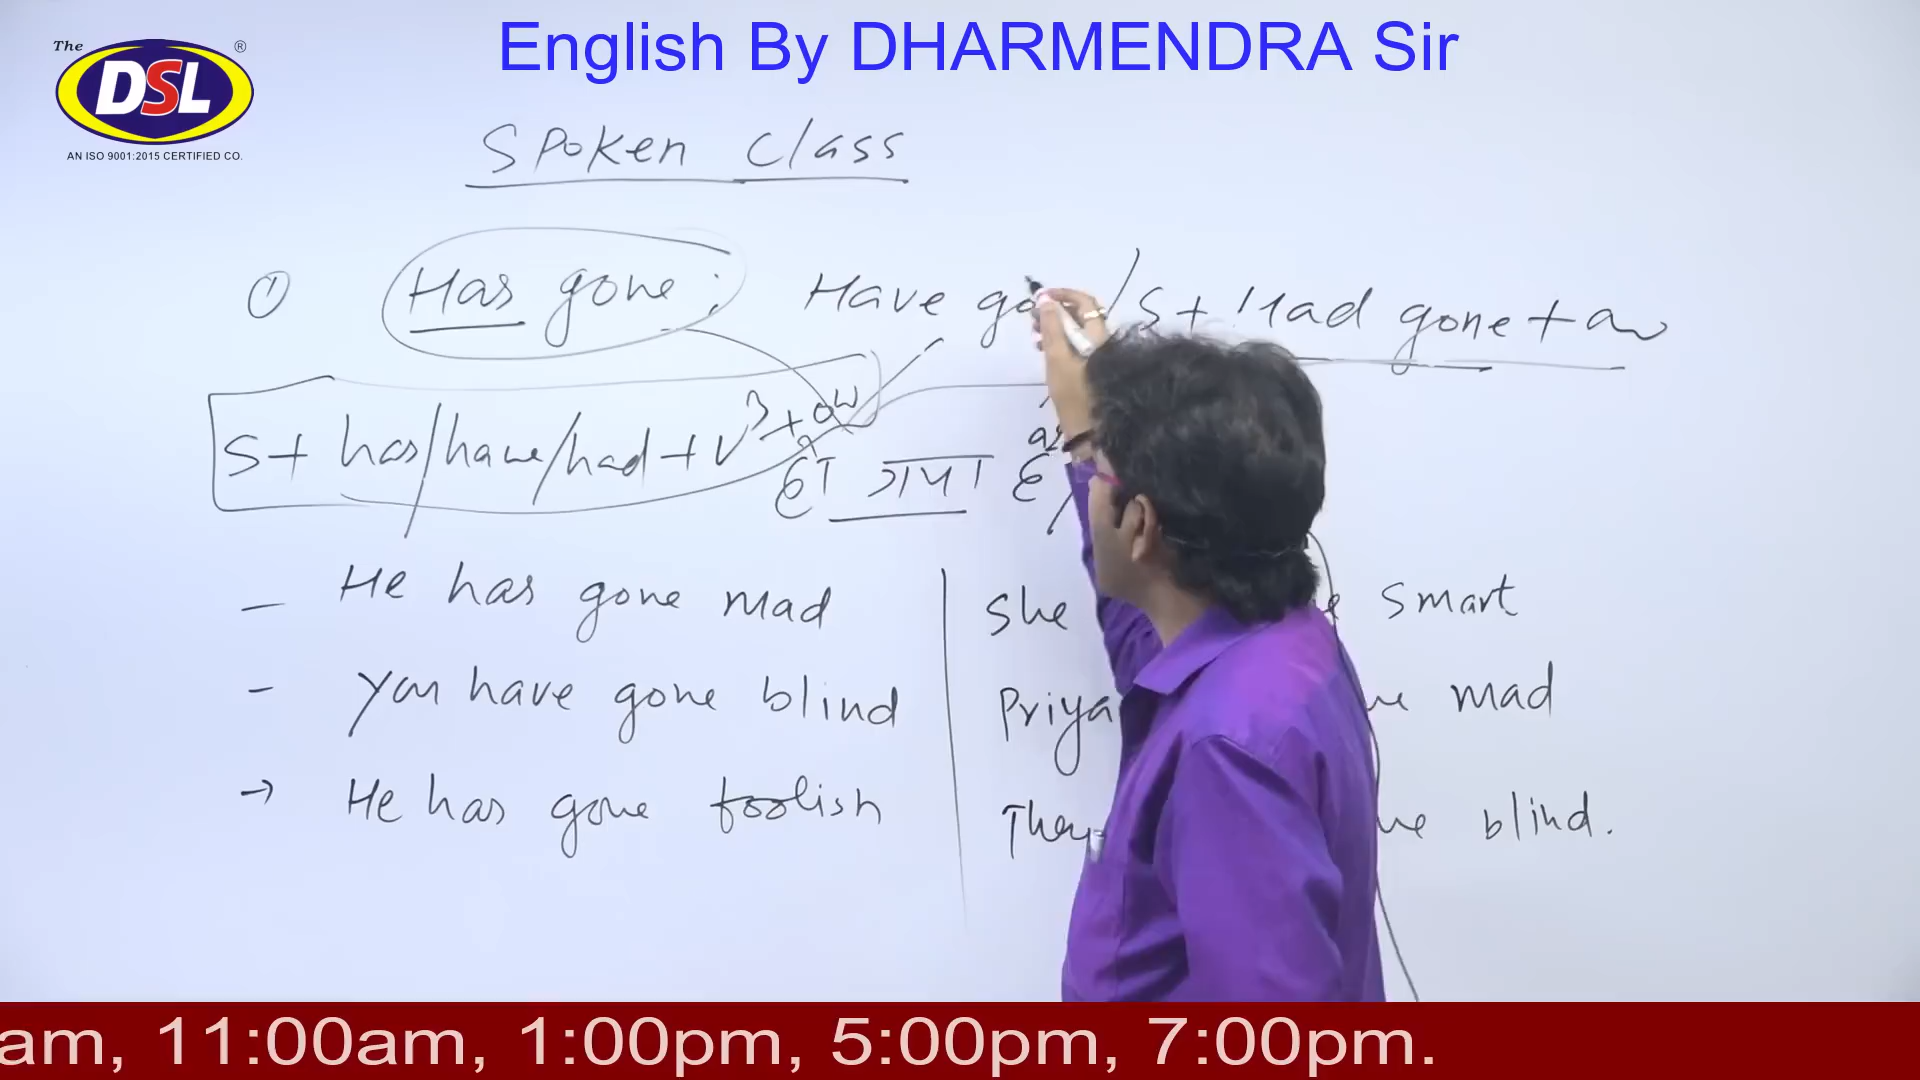 English By DHARMENDRA Sir
The
DSL ®
AN ISO 9001:2015 CERTIFIED CO.
Spoken Class
① Has gone : Have / S + Had gone + aw
S + has/have/had + V3 + ow
हो गया है
- He has gone mad
- You have gone blind
→ He has gone foolish
She smart
Priya mad
They blind.
am, 11:00am, 1:00pm, 5:00pm, 7:00pm.